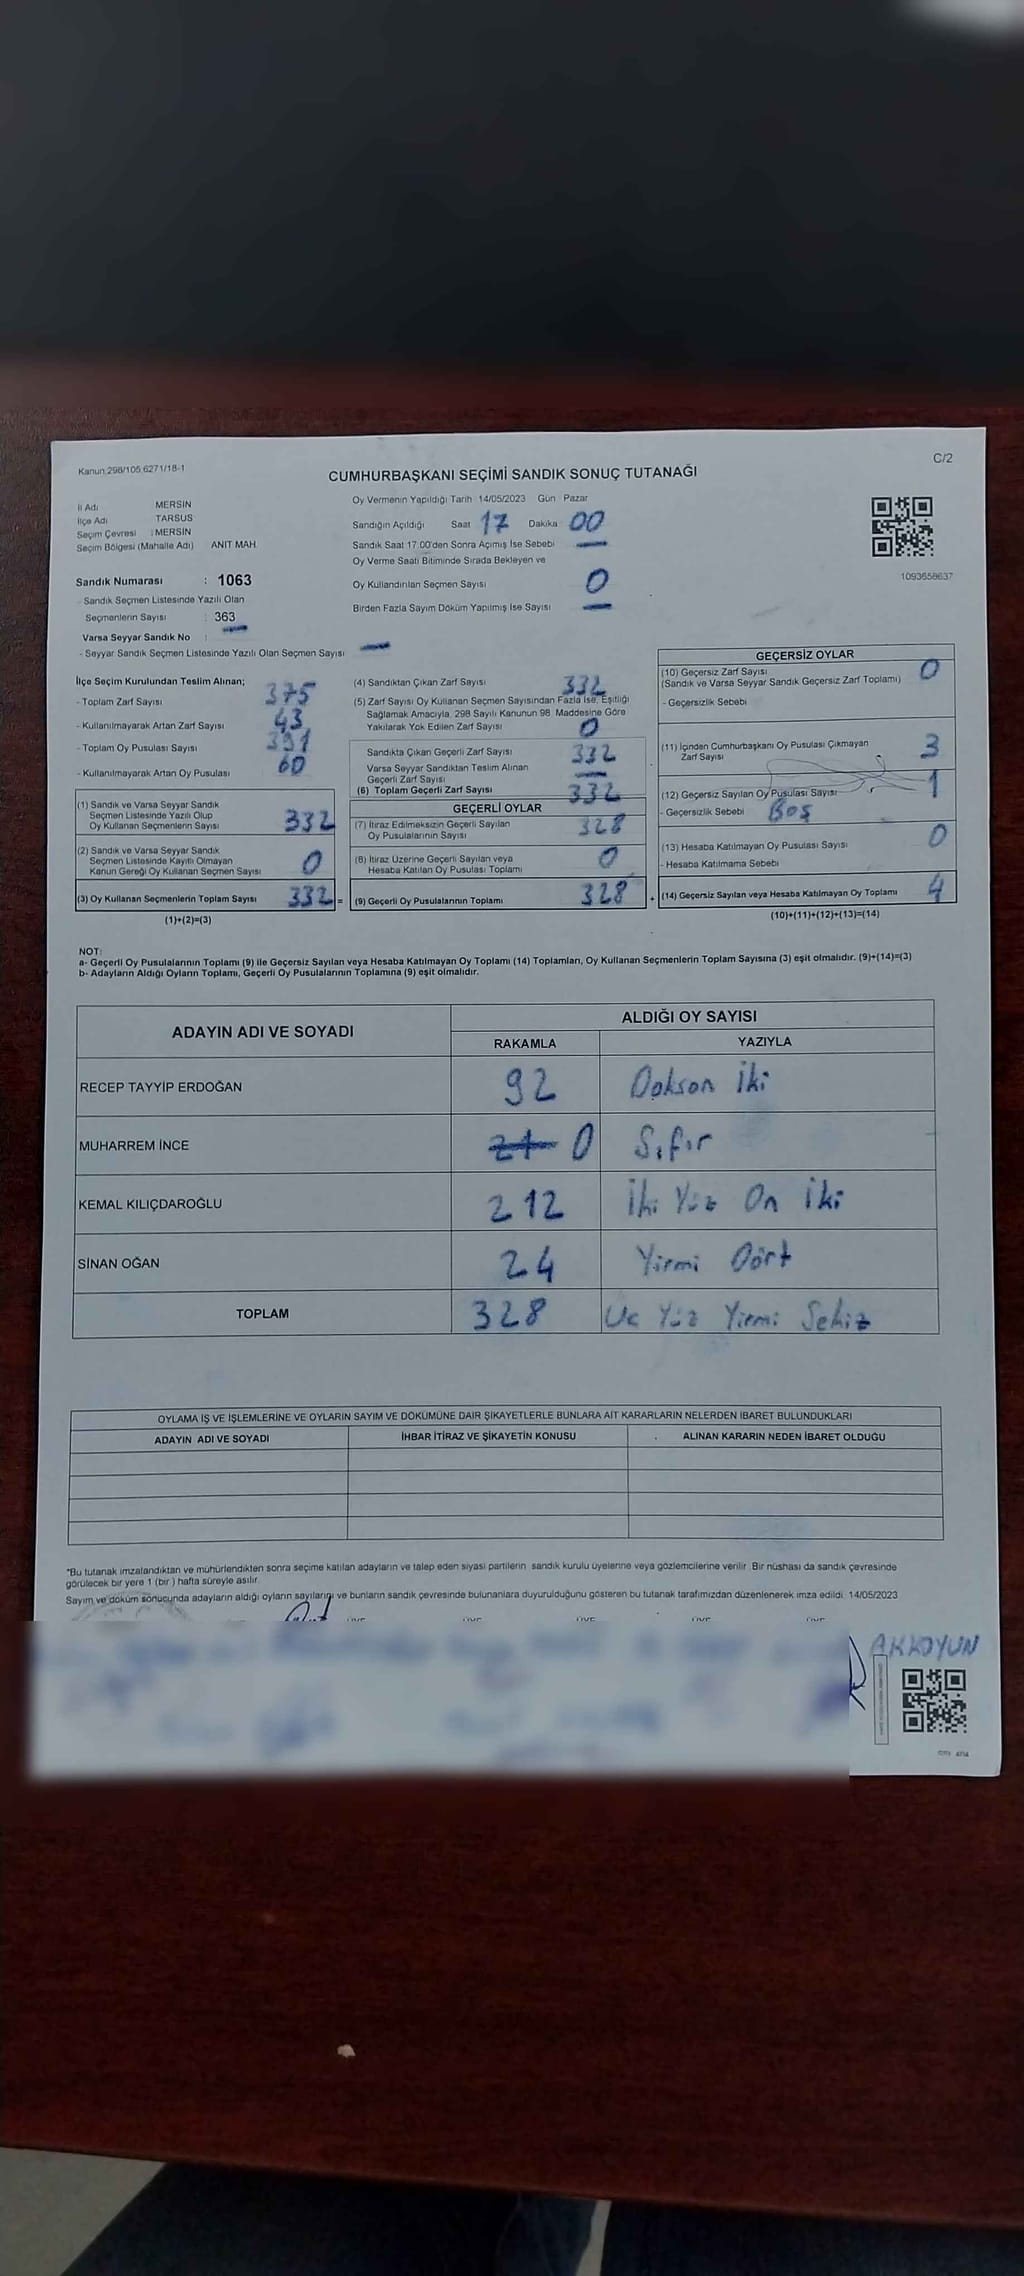 Kanun 298/105 6271/18-1
C/2
CUMHURBAŞKANI SEÇİMİ SANDIK SONUÇ TUTANAĞI
İl Adı MERSİN
İlçe Adı TARSUS
Seçim Çevresi : MERSİN
Seçim Bölgesi (Mahalle Adı) ANIT MAH.
Sandık Numarası : 1063
- Sandık Seçmen Listesinde Yazılı Olan
Seçmenlerin Sayısı : 363
Varsa Seyyar Sandık No :
- Seyyar Sandık Seçmen Listesinde Yazılı Olan Seçmen Sayısı
Oy Vermenin Yapıldığı Tarih 14/05/2023 Gün Pazar
Sandığın Açıldığı Saat 17 Dakika 00
Sandık Saat 17:00'den Sonra Açımış İse Sebebi
Oy Verme Saati Bitiminde Sırada Bekleyen ve
Oy Kullandırılan Seçmen Sayısı 0
Birden Fazla Sayım Döküm Yapılmış İse Sayısı
1093658637
İlçe Seçim Kurulundan Teslim Alınan;
- Toplam Zarf Sayısı 375
- Kullanılmayarak Artan Zarf Sayısı 43
- Toplam Oy Pusulası Sayısı
- Kullanılmayarak Artan Oy Pusulası 60
(1) Sandık ve Varsa Seyyar Sandık
Seçmen Listesinde Yazılı Olup
Oy Kullanan Seçmenlerin Sayısı 332
(2) Sandık ve Varsa Seyyar Sandık
Seçmen Listesinde Kayıtlı Olmayan
Kanun Gereği Oy Kullanan Seçmen Sayısı 0
(3) Oy Kullanan Seçmenlerin Toplam Sayısı 332 =
(1)+(2)=(3)
(4) Sandıktan Çıkan Zarf Sayısı 332
(5) Zarf Sayısı Oy Kullanan Seçmen Sayısından Fazla İse, Eşitliği
Sağlamak Amacıyla, 298 Sayılı Kanunun 98. Maddesine Göre
Yakılarak Yok Edilen Zarf Sayısı 0
Sandıkta Çıkan Geçerli Zarf Sayısı 332
Varsa Seyyar Sandıktan Teslim Alınan
Geçerli Zarf Sayısı
(6) Toplam Geçerli Zarf Sayısı 332
GEÇERLİ OYLAR
(7) İtiraz Edilmeksizin Geçerli Sayılan
Oy Pusulalarının Sayısı 328
(8) İtiraz Üzerine Geçerli Sayılan veya
Hesaba Katılan Oy Pusulası Toplamı 0
(9) Geçerli Oy Pusulalarının Toplamı 328 +
GEÇERSİZ OYLAR
(10) Geçersiz Zarf Sayısı 0
(Sandık ve Varsa Seyyar Sandık Geçersiz Zarf Toplamı)
- Geçersizlik Sebebi
(11) İçinden Cumhurbaşkanı Oy Pusulası Çıkmayan
Zarf Sayısı 3
(12) Geçersiz Sayılan Oy Pusulası Sayısı 1
- Geçersizlik Sebebi Boş
(13) Hesaba Katılmayan Oy Pusulası Sayısı 0
- Hesaba Katılmama Sebebi
(14) Geçersiz Sayılan veya Hesaba Katılmayan Oy Toplamı 4
(10)+(11)+(12)+(13)=(14)
NOT:
a- Geçerli Oy Pusulalarının Toplamı (9) ile Geçersiz Sayılan veya Hesaba Katılmayan Oy Toplamı (14) Toplamları, Oy Kullanan Seçmenlerin Toplam Sayısına (3) eşit olmalıdır. (9)+(14)=(3)
b- Adayların Aldığı Oyların Toplamı, Geçerli Oy Pusulalarının Toplamına (9) eşit olmalıdır.
ADAYIN ADI VE SOYADI ALDIĞI OY SAYISI
RAKAMLA YAZIYLA
RECEP TAYYİP ERDOĞAN 92 Doksan İki
MUHARREM İNCE 0 Sıfır
KEMAL KILIÇDAROĞLU 212 İki Yüz On İki
SİNAN OĞAN 24 Yirmi Dört
TOPLAM 328 Uc Yüz Yirmi Sekiz
OYLAMA İŞ VE İŞLEMLERİNE VE OYLARIN SAYIM VE DÖKÜMÜNE DAİR ŞİKAYETLERLE BUNLARA AİT KARARLARIN NELERDEN İBARET BULUNDUKLARI
ADAYIN ADI VE SOYADI İHBAR İTİRAZ VE ŞİKAYETİN KONUSU ALINAN KARARIN NEDEN İBARET OLDUĞU
*Bu tutanak imzalandıktan ve mühürlendikten sonra seçime katılan adayların ve talep eden siyasi partilerin sandık kurulu üyelerine veya gözlemcilerine verilir. Bir nüshası da sandık çevresinde
görülecek bir yere 1 (bir ) hafta süreyle asılır.
Sayım ve döküm sonucunda adayların aldığı oyların sayılarını ve bunların sandık çevresinde bulunanlara duyurulduğunu gösteren bu tutanak tarafımızdan düzenlenerek imza edildi. 14/05/2023
AKKOYUN